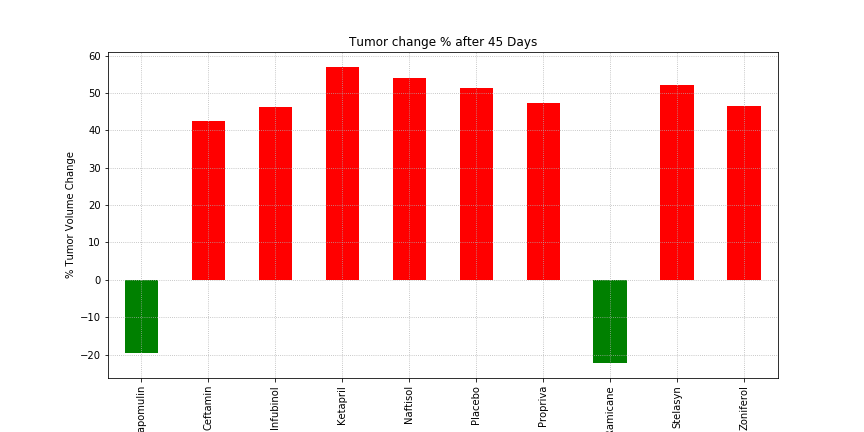 Tumor change % after 45 Days
% Tumor Volume Change
60
50
40
30
20
10
0
−10
−20
apomulin
Ceftamin
Infubinol
Ketapril
Naftisol
Placebo
Propriva
amicane
Stelasyn
Zoniferol